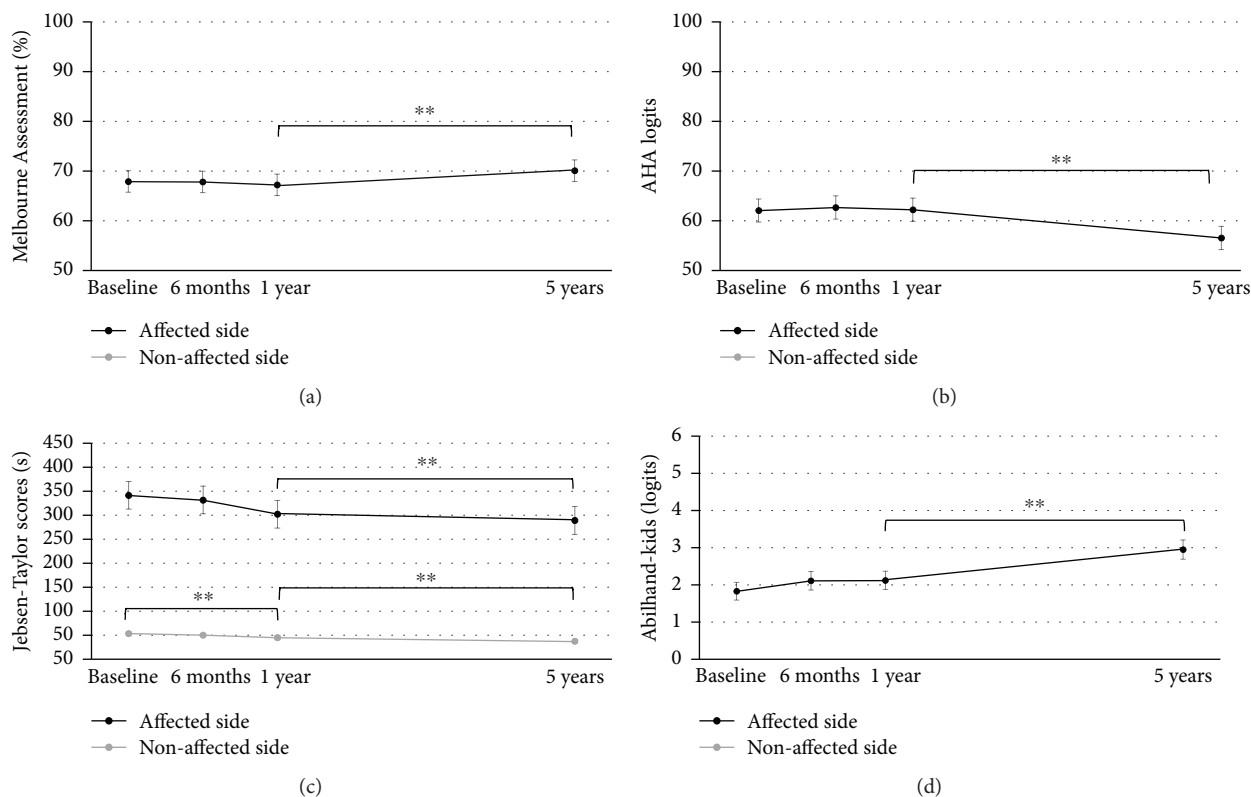 Melbourne Assessment (%)
100
90
80
70
60
50
**
Baseline 6 months 1 year 5 years
Affected side
Non-affected side
(a)
AHA logits
100
90
80
70
60
50
**
Baseline 6 months 1 year 5 years
Affected side
Non-affected side
(b)
Jebsen-Taylor scores (s)
450
400
350
300
250
150
100
50
50
**
**
**
Baseline 6 months 1 year 5 years
Affected side
Non-affected side
(c)
Abilhand-kids (logits)
6
5
4
3
2
1
0
**
Baseline 6 months 1 year 5 years
Affected side
Non-affected side
(d)